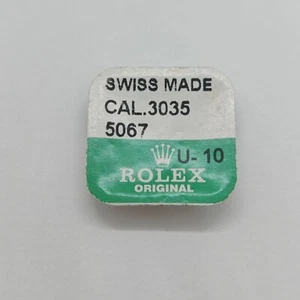 SWISS MADE
CAL.3035
5067
U- 10
ROLEX
ORIGINAL